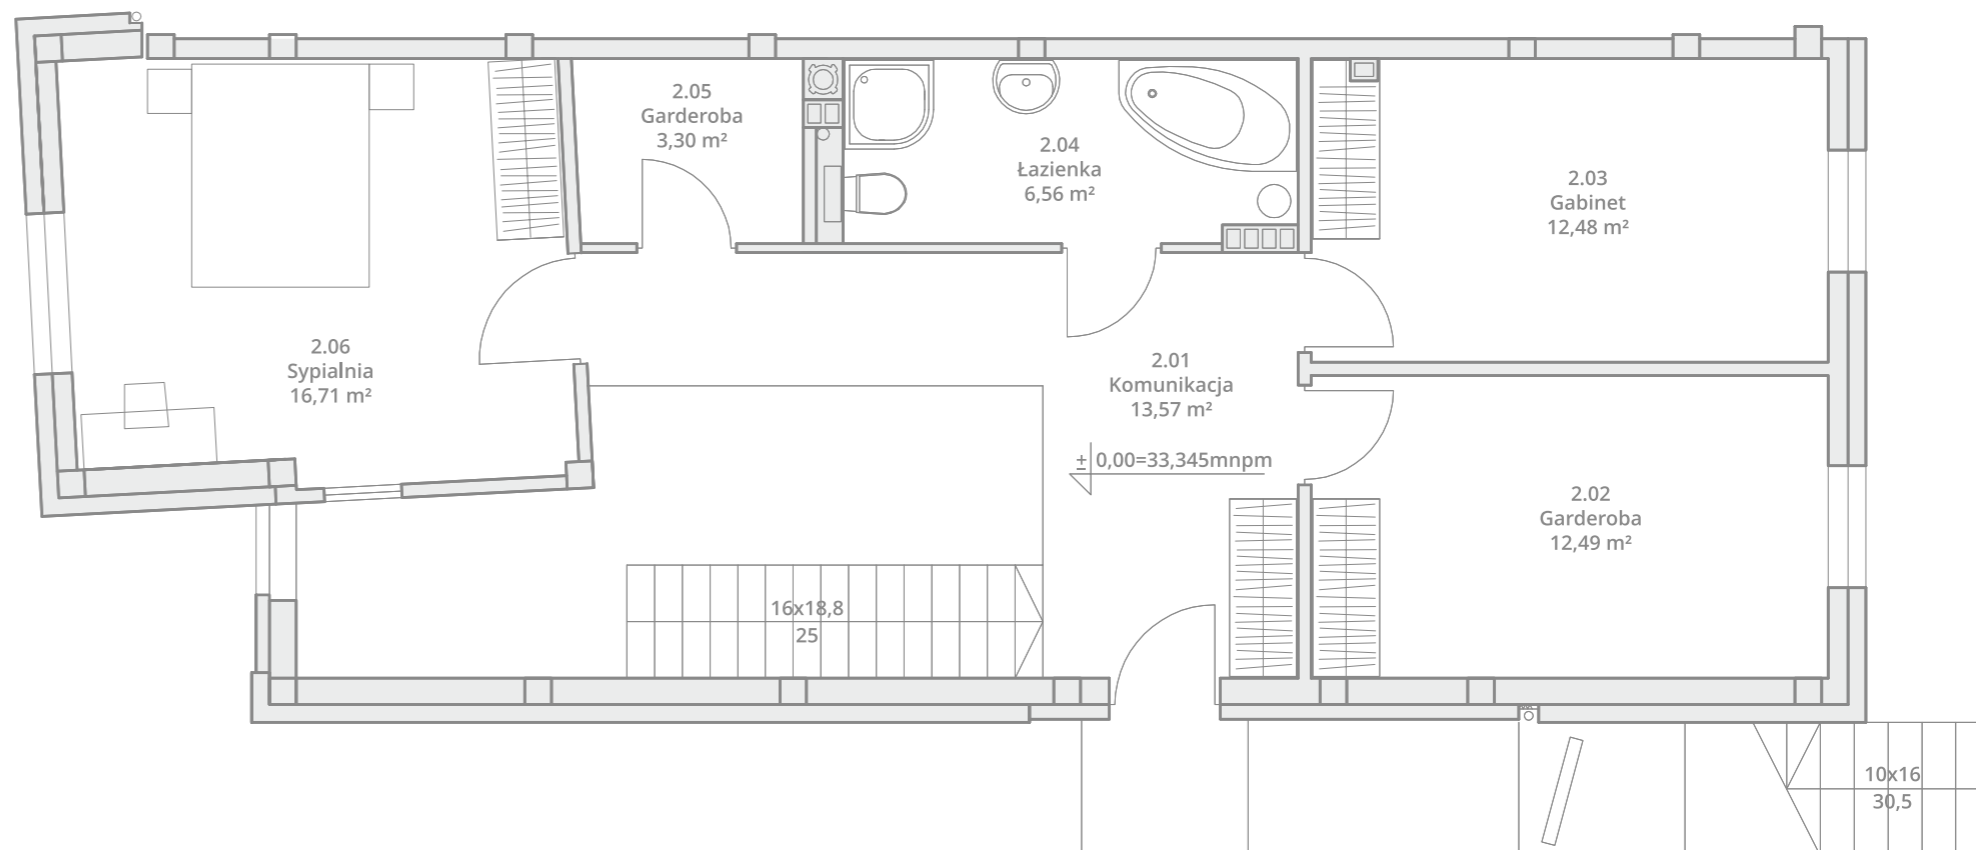 2.05
Garderoba
3,30 m²
2.04
Łazienka
6,56 m²
2.03
Gabinet
12,48 m²
2.06
Sypialnia
16,71 m²
2.01
Komunikacja
13,57 m²
± 0,00=33,345mnpm
2.02
Garderoba
12,49 m²
16x18,8
25
10x16
30,5